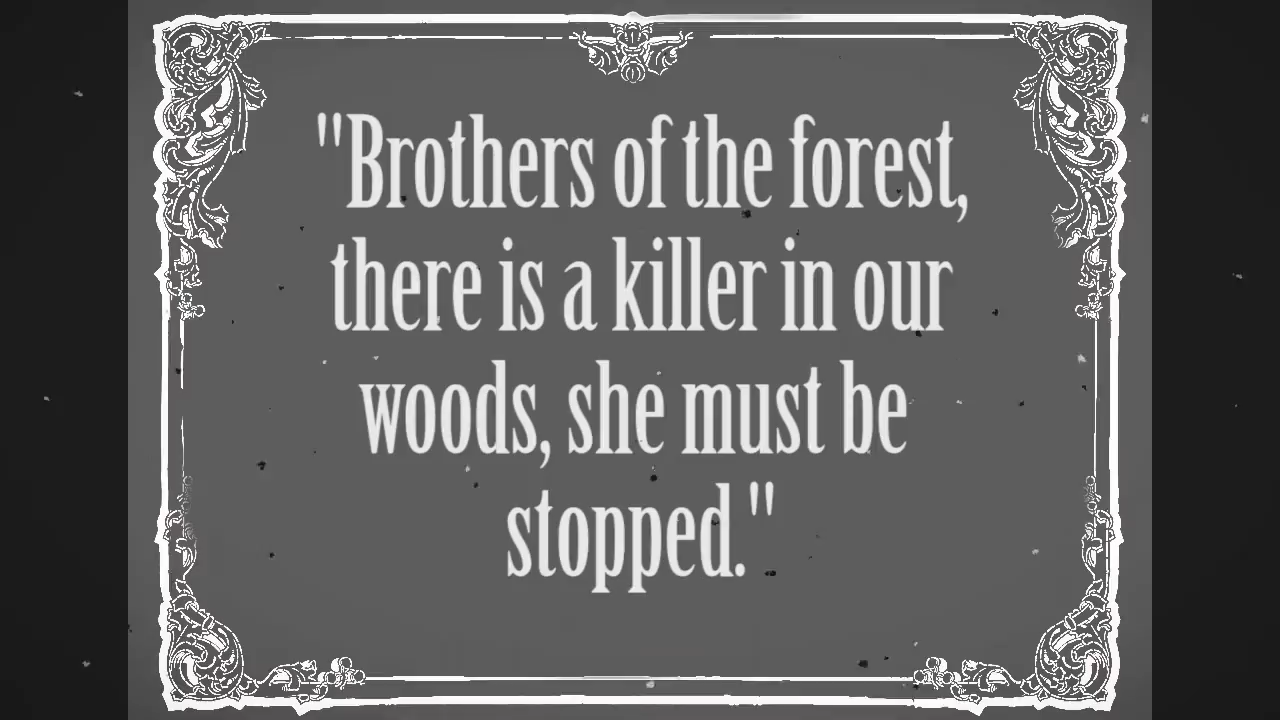 "Brothers of the forest,
there is a killer in our
woods, she must be
stopped."